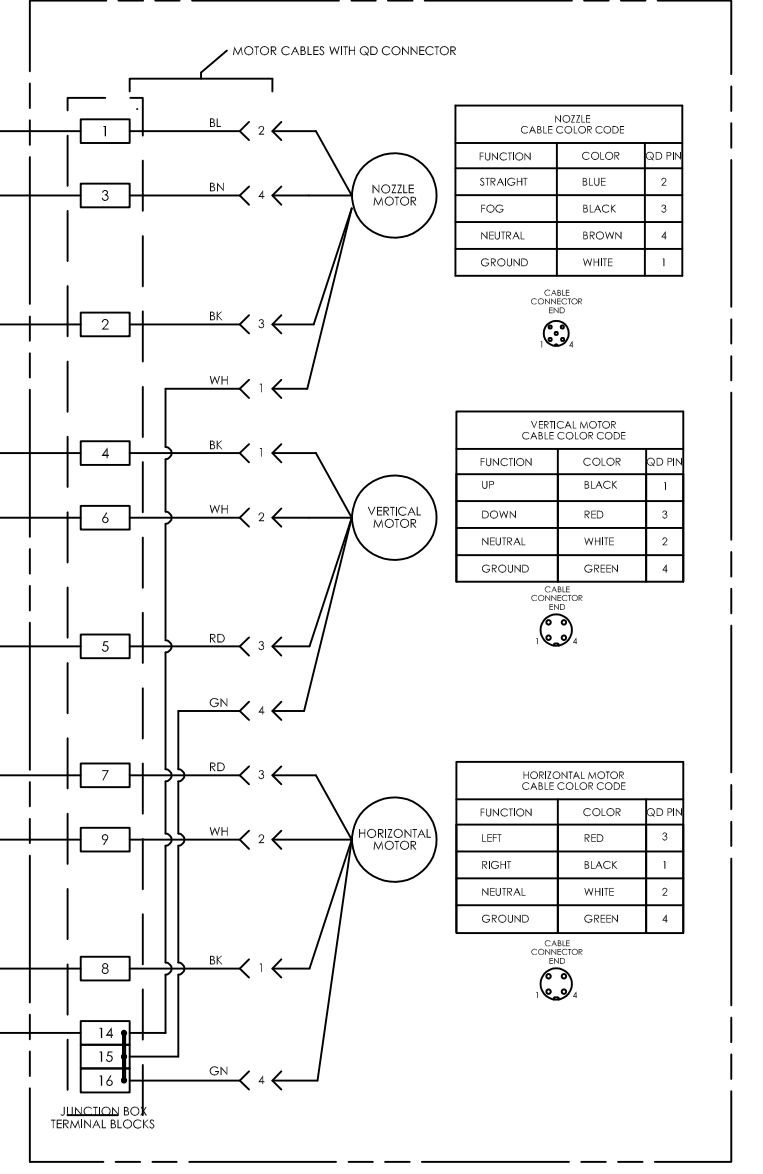 MOTOR CABLES WITH QD CONNECTOR
1 BL 2
3 BN 4
NOZZLE
MOTOR
2 BK 3
WH 1
4 BK 1
6 WH 2
VERTICAL
MOTOR
5 RD 3
GN 4
7 RD 3
9 WH 2
HORIZONTAL
MOTOR
8 BK 1
14
15
16 GN 4
JUNCTION BOX
TERMINAL BLOCKS
NOZZLE
CABLE COLOR CODE
FUNCTION COLOR QD PIN
STRAIGHT BLUE 2
FOG BLACK 3
NEUTRAL BROWN 4
GROUND WHITE 1
CABLE
CONNECTOR
END
1 4
VERTICAL MOTOR
CABLE COLOR CODE
FUNCTION COLOR QD PIN
UP BLACK 1
DOWN RED 3
NEUTRAL WHITE 2
GROUND GREEN 4
CABLE
CONNECTOR
END
1 4
HORIZONTAL MOTOR
CABLE COLOR CODE
FUNCTION COLOR QD PIN
LEFT RED 3
RIGHT BLACK 1
NEUTRAL WHITE 2
GROUND GREEN 4
CABLE
CONNECTOR
END
1 4